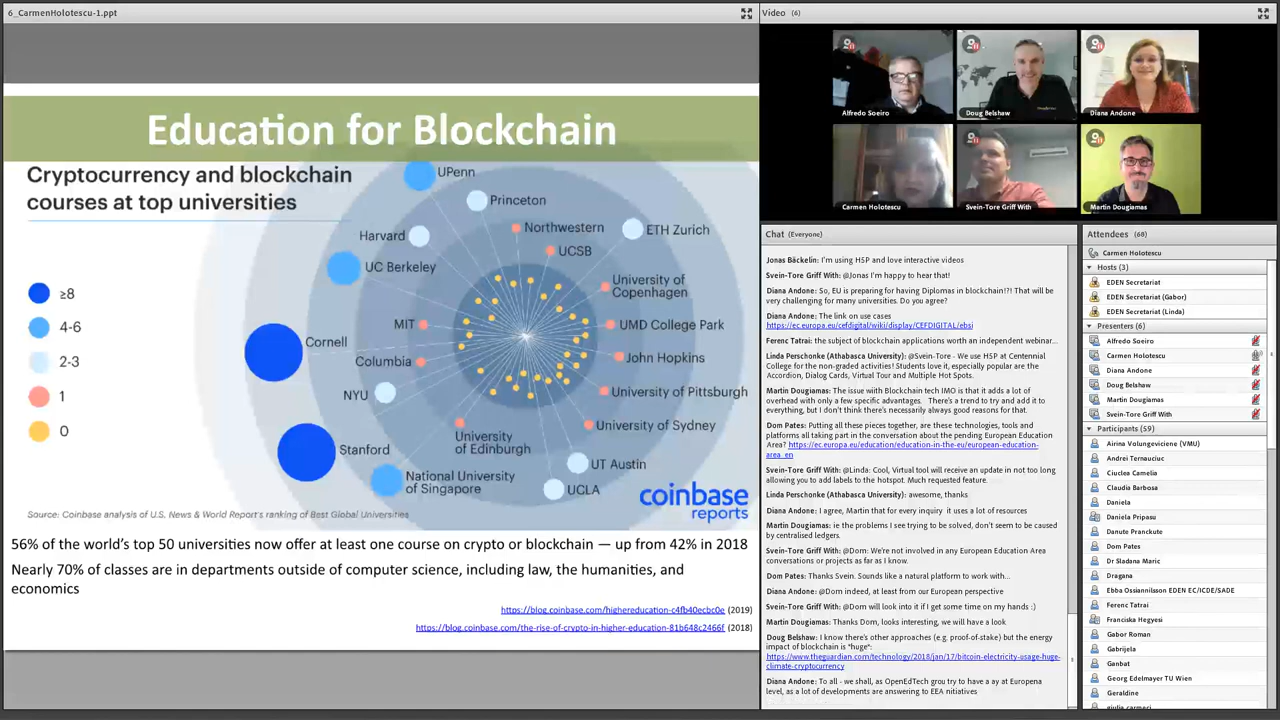 6_CarmenHolotescu-1.ppt
Education for Blockchain
Cryptocurrency and blockchain
courses at top universities
≥8
4-6
2-3
1
0
UPenn
Princeton
Harvard
UC Berkeley
Northwestern
UCSB
ETH Zurich
University of
Copenhagen
MIT
UMD College Park
Cornell
Columbia
John Hopkins
NYU
University of Pittsburgh
University of Sydney
Stanford
University
of Edinburgh
UT Austin
National University
of Singapore
UCLA
coinbase
reports
Source: Coinbase analysis of U.S. News & World Report's ranking of Best Global Universities
56% of the world's top 50 universities now offer at least one course on crypto or blockchain — up from 42% in 2018
Nearly 70% of classes are in departments outside of computer science, including law, the humanities, and
economics
https://blog.coinbase.com/highereducation-c4fb40ecbc0e (2019)
https://blog.coinbase.com/the-rise-of-crypto-in-higher-education-81b648c2466f (2018)
Video (6)
Alfredo Soeiro
Doug Belshaw
Diana Andone
Carmen Holotescu
Svein-Tore Griff With
Martin Dougiamas
Chat (Everyone)
Jonas Bäckelin: I'm using H5P and love interactive videos
Svein-Tore Griff With: @Jonas I'm happy to hear that!
Diana Andone: So, EU is preparing for having Diplomas in blockchain!?! That will be
very challenging for many universities. Do you agree?
Diana Andone: The link on use cases
https://ec.europa.eu/cefdigital/wiki/display/CEFDIGITAL/ebsi
Ferenc Tatrai: the subject of blockchain applications worth an independent webinar...
Linda Perschonke (Athabasca University): @Svein-Tore - We use H5P at Centennial
College for the non-graded activities! Students love it, especially popular are the
Accordion, Dialog Cards, Virtual Tour and Multiple Hot Spots.
Martin Dougiamas: The issue with Blockchain tech IMO is that it adds a lot of
overhead with only a few specific advantages. There's a trend to try and add it to
everything, but I don't think there's necessarily always good reasons for that.
Dom Pates: Putting all these pieces together, are these technologies, tools and
platforms all taking part in the conversation about the pending European Education
Area? https://ec.europa.eu/education/education-in-the-eu/european-education-
area_en
Svein-Tore Griff With: @Linda: Cool, Virtual tool will receive an update in not too long
allowing you to add labels to the hotspot. Much requested feature.
Linda Perschonke (Athabasca University): awesome, thanks
Diana Andone: I agree, Martin that for every inquiry it uses a lot of resources
Martin Dougiamas: ie the problems I see trying to be solved, don't seem to be caused
by centralised ledgers.
Svein-Tore Griff With: @Dom: We're not involved in any European Education Area
conversations or projects as far as I know.
Dom Pates: Thanks Svein. Sounds like a natural platform to work with...
Diana Andone: @Dom indeed, at least from our European perspective
Svein-Tore Griff With: @Dom will look into it if I get some time on my hands :)
Martin Dougiamas: Thanks Dom, looks interesting, we will have a look
Doug Belshaw: I know there's other approaches (e.g. proof-of-stake) but the energy
impact of blockchain is *huge*:
https://www.theguardian.com/technology/2018/jan/17/bitcoin-electricity-usage-huge-
climate-cryptocurrency
Diana Andone: To all - we shall, as OpenEdTech grou try to have a ay at Europena
level, as a lot of developments are answering to EEA nitiatives
Attendees (68)
Carmen Holotescu
Hosts (3)
EDEN Secretariat
EDEN Secretariat (Gabor)
EDEN Secretariat (Linda)
Presenters (6)
Alfredo Soeiro
Carmen Holotescu
Diana Andone
Doug Belshaw
Martin Dougiamas
Svein-Tore Griff With
Participants (59)
Airina Volungeviciene (VMU)
Andrei Ternauciuc
Ciuclea Camelia
Claudia Barbosa
Daniela
Daniela Pripasu
Danute Pranckute
Dom Pates
Dr Sladana Maric
Dragana
Ebba Ossiannilsson EDEN EC/ICDE/SADE
Ferenc Tatrai
Franciska Hegyesi
Gabor Roman
Gabrijela
Ganbat
Georg Edelmayer TU Wien
Geraldine